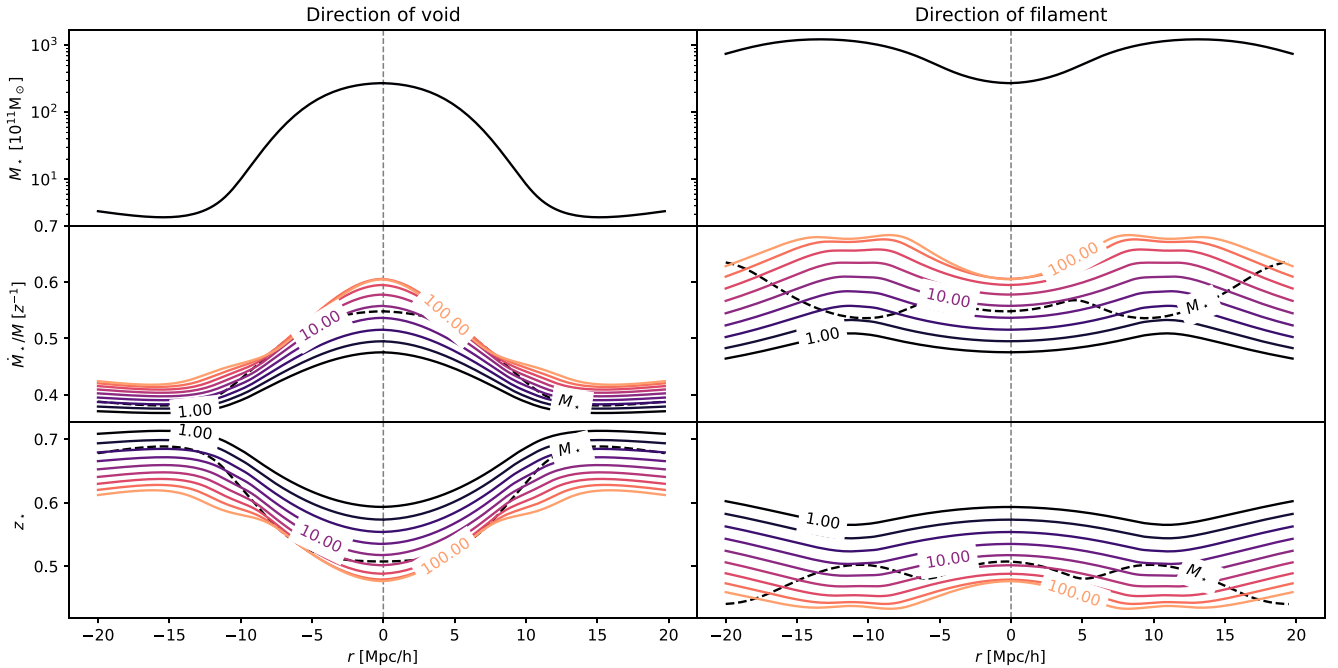 Direction of void
Direction of filament
10³
10²
10¹
0.7
M⋆ [10¹¹M⊙]
0.6
0.5
0.4
Ṁ⋆/M [z⁻¹]
100.00
10.00
1.00
M⋆
100.00
10.00
1.00
M⋆
0.7
0.6
0.5
z⋆
1.00
10.00
100.00
M⋆
1.00
10.00
100.00
M⋆
−20 −15 −10 −5 0 5 10 15 20
−20 −15 −10 −5 0 5 10 15 20
r [Mpc/h]
r [Mpc/h]